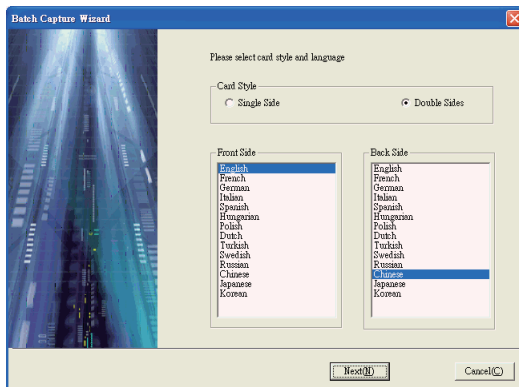 Batch Capture Wizard
Please select card style and language
Card Style
Single Side
Double Sides
Front Side
English
French
German
Italian
Spanish
Hungarian
Polish
Dutch
Turkish
Swedish
Russian
Chinese
Japanese
Korean
Back Side
English
French
German
Italian
Spanish
Hungarian
Polish
Dutch
Turkish
Swedish
Russian
Chinese
Japanese
Korean
Next(N)
Cancel(C)